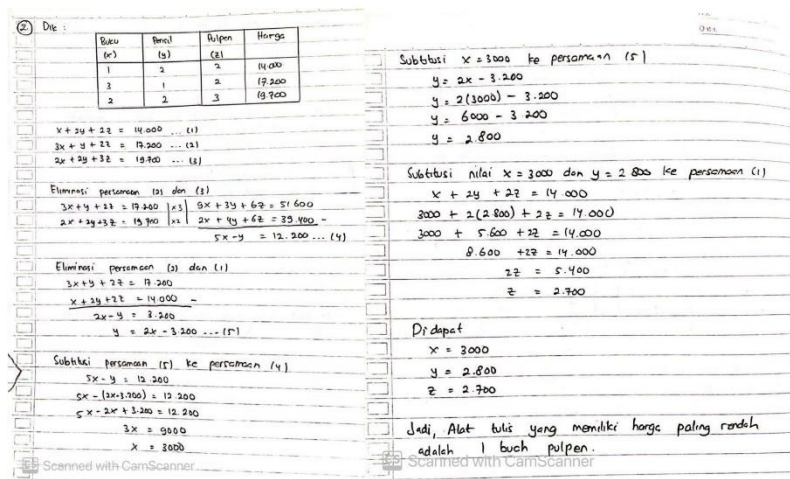 ② Dik :
Buku Pensil Pulpen Harga
(x) (y) (z)
1 2 2 14.000
3 1 2 17.200
2 2 3 19.700
x + 2y + 2z = 14.000 ... (1)
3x + y + 2z = 17.200 ... (2)
2x + 2y + 3z = 19.700 ... (3)
Eliminasi persamaan (2) dan (3)
3x + y + 2z = 17.200 | x3 | 9x + 3y + 6z = 51.600
2x + 2y + 3z = 19.700 | x2 | 2x + 4y + 6z = 39.400 -
5x - y = 12.200 ... (4)
Eliminasi persamaan (2) dan (1)
3x + y + 2z = 17.200
x + 2y + 2z = 14.000 -
2x - y = 3.200
y = 2x - 3.200 ... (5)
Subtitusi persamaan (5) ke persamaan (4)
5x - y = 12.200
5x - (2x-3.200) = 12.200
5x - 2x + 3.200 = 12.200
3x = 9000
x = 3000
Scanned with CamScanner
Subtitusi x = 3000 ke persamaan (5)
y = 2x - 3.200
y = 2(3000) - 3.200
y = 6000 - 3.200
y = 2.800
Subtitusi nilai x = 3000 dan y = 2 800 ke persamaan (1)
x + 2y + 2z = 14.000
3000 + 2(2.800) + 2z = 14.000
3000 + 5.600 + 2z = 14.000
8.600 + 2z = 14.000
2z = 5.400
z = 2.700
Didapat
x = 3000
y = 2.800
z = 2.700
Jadi, Alat tulis yang memiliki harga paling rendah
adalah 1 buah pulpen.
Scanned with CamScanner